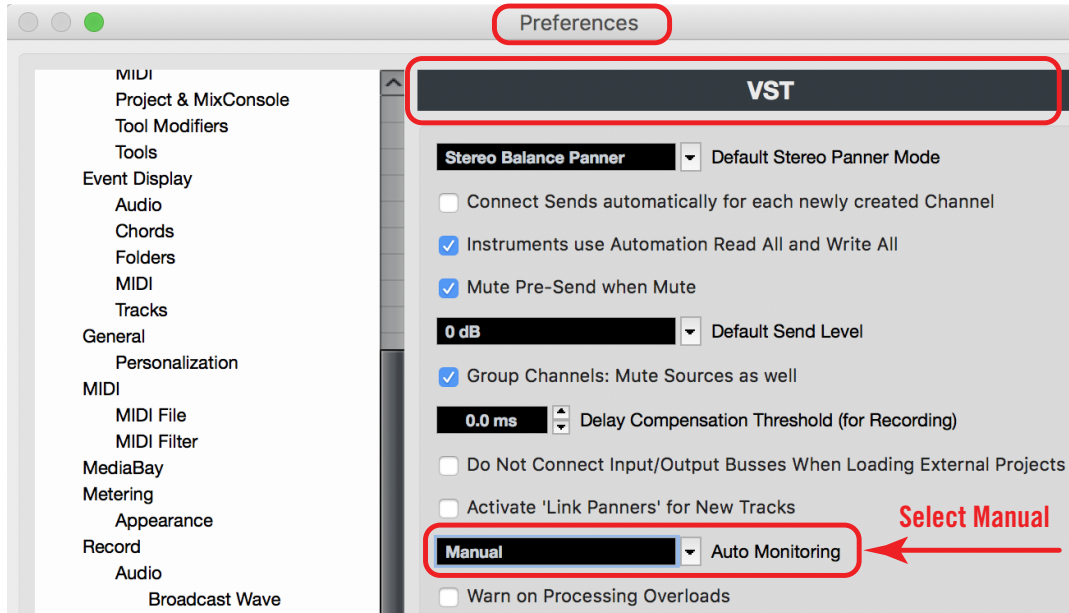 Preferences
MIDI
Project & MixConsole
Tool Modifiers
Tools
Event Display
Audio
Chords
Folders
MIDI
Tracks
General
Personalization
MIDI
MIDI File
MIDI Filter
MediaBay
Metering
Appearance
Record
Audio
Broadcast Wave
VST
Stereo Balance Panner Default Stereo Panner Mode
Connect Sends automatically for each newly created Channel
Instruments use Automation Read All and Write All
Mute Pre-Send when Mute
0 dB Default Send Level
Group Channels: Mute Sources as well
0.0 ms Delay Compensation Threshold (for Recording)
Do Not Connect Input/Output Busses When Loading External Projects
Activate 'Link Panners' for New Tracks
Select Manual
Manual Auto Monitoring
Warn on Processing Overloads